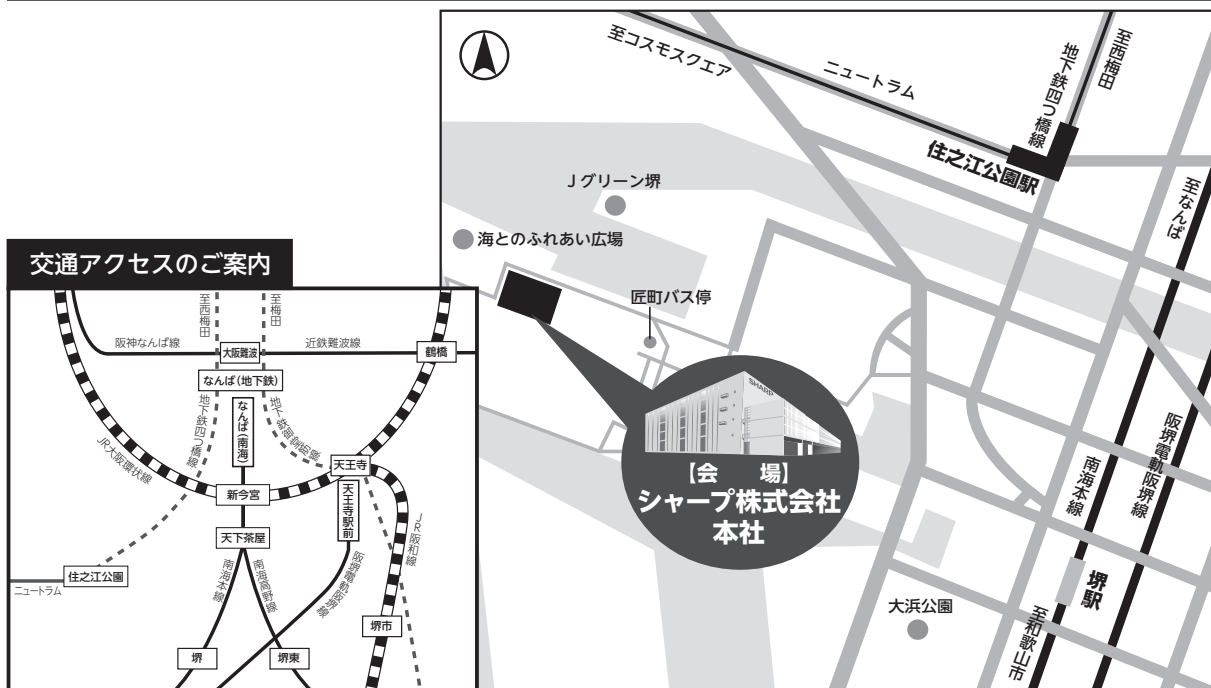 至コスモスクエア
ニュートラム
地下鉄四つ橋線
至西梅田
住之江公園駅
至なんば
Jグリーン堺
海とのふれあい広場
匠町バス停
SHARP
【会　場】
シャープ株式会社
本社
阪堺電軌阪堺線
南海本線
堺駅
至和歌山市
大浜公園
交通アクセスのご案内
至西梅田
至梅田
阪神なんば線
大阪難波
近鉄難波線
鶴橋
なんば(地下鉄)
地下鉄四つ橋線
なんば(南海)
地下鉄御堂筋線
JR大阪環状線
天王寺
新今宮
天王寺駅前
天下茶屋
JR阪和線
住之江公園
ニュートラム
南海本線
南海高野線
阪堺電軌阪堺線
堺市
堺
堺東